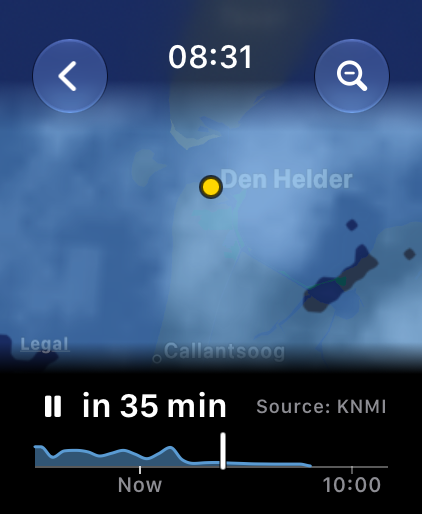 08:31
Den Helder
Legal
Callantsoog
in 35 min
Source: KNMI
Now
10:00